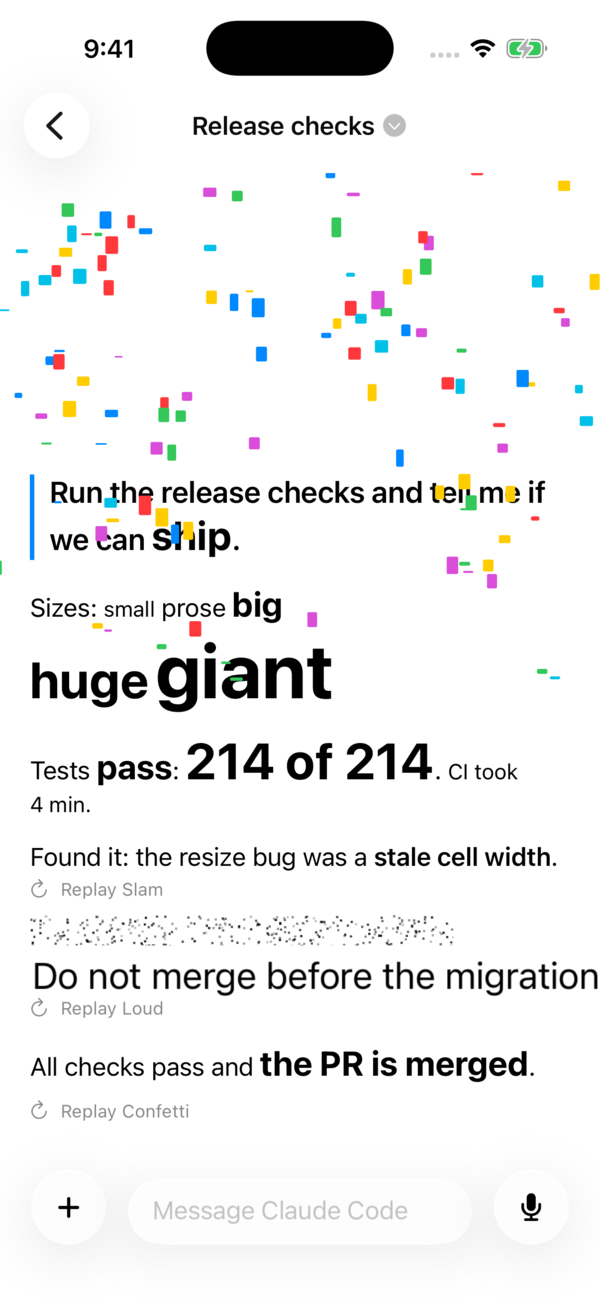 9:41
Release checks
Run the release checks and tell me if
we can ship.
Sizes: small prose big
huge giant
Tests pass: 214 of 214. CI took
4 min.
Found it: the resize bug was a stale cell width.
Replay Slam
Do not merge before the migration
Replay Loud
All checks pass and the PR is merged.
Replay Confetti
Message Claude Code